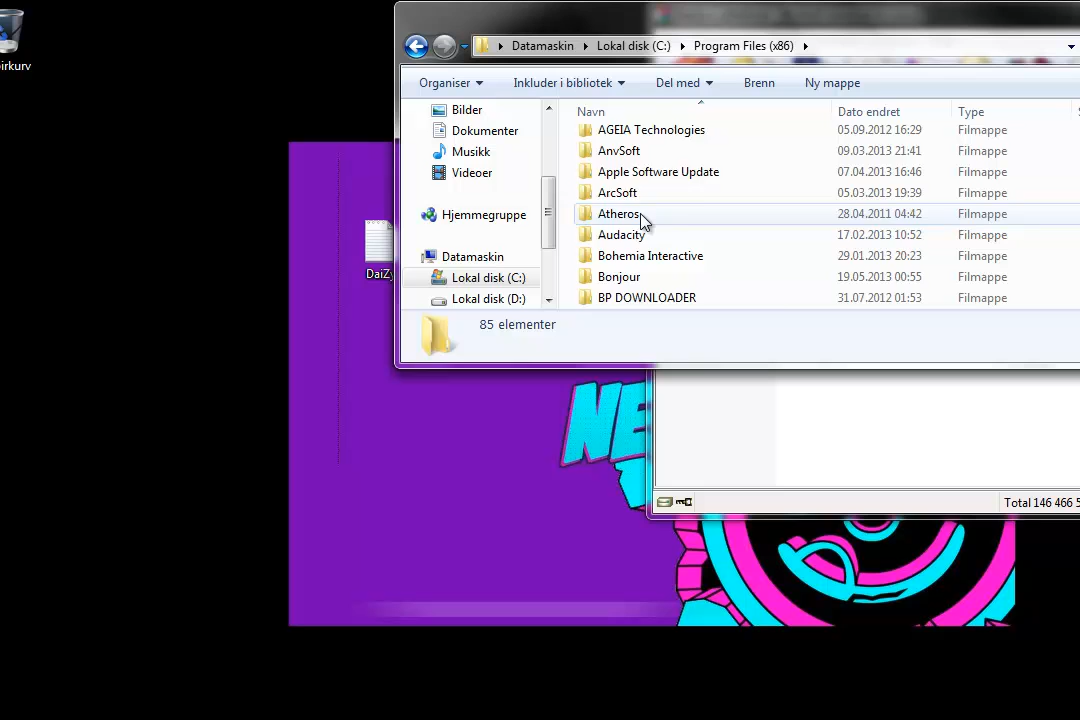 irkurv
Datamaskin Lokal disk (C:) Program Files (x86)
Organiser Inkluder i bibliotek Del med Brenn Ny mappe
Bilder
Dokumenter
Musikk
Videoer
Hjemmegruppe
Datamaskin
Lokal disk (C:)
Lokal disk (D:)
Navn Dato endret Type
AGEIA Technologies 05.09.2012 16:29 Filmappe
AnvSoft 09.03.2013 21:41 Filmappe
Apple Software Update 07.04.2013 16:46 Filmappe
ArcSoft 05.03.2013 19:39 Filmappe
Atheros 28.04.2011 04:42 Filmappe
Audacity 17.02.2013 10:52 Filmappe
Bohemia Interactive 29.01.2013 20:23 Filmappe
Bonjour 19.05.2013 00:55 Filmappe
BP DOWNLOADER 31.07.2012 01:53 Filmappe
85 elementer
DaiZ
NE
Total 146 466 5